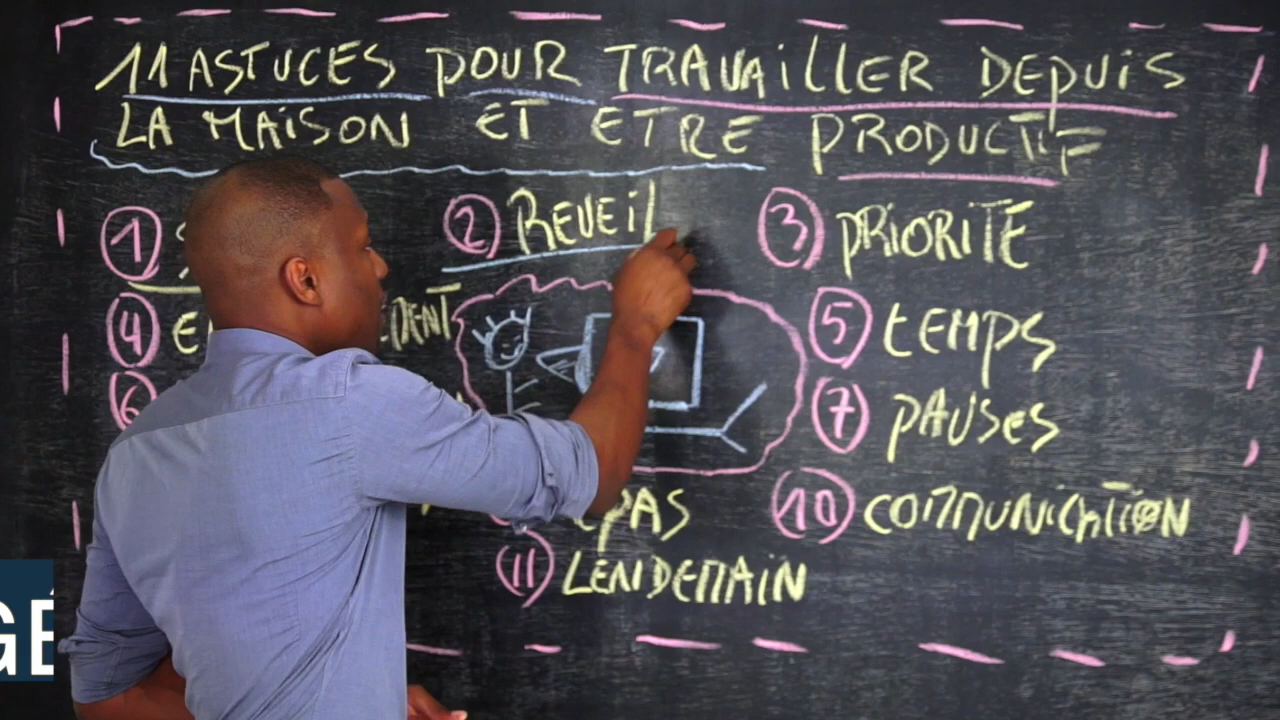 11 ASTUCES POUR TRAVAILLER DEPUIS
LA MAISON ET ETRE PRODUCTIF
1
2 REVEIL
3 PRIORITE
4
5 TEMPS
6
7 PAUSES
10 COMMUNICATION
11 LENDEMAIN
GÉ